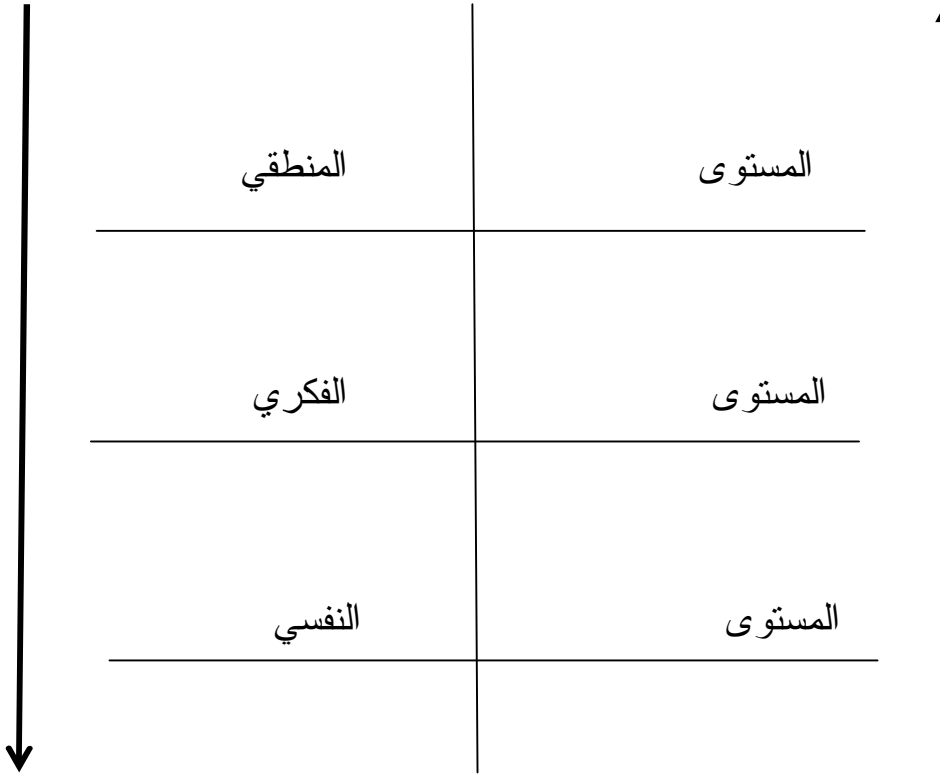 المستوى المنطقي
المستوى الفكري
المستوى النفسي